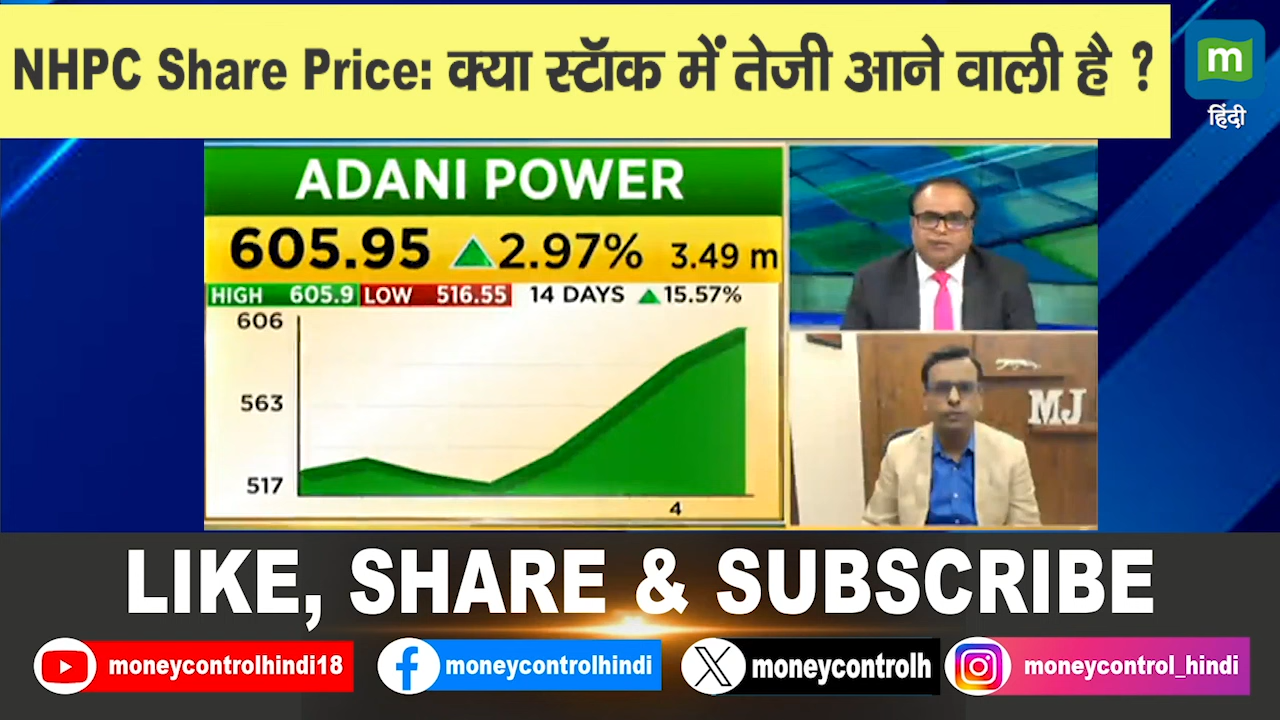 NHPC Share Price: क्या स्टॉक में तेजी आने वाली है ?
m
हिंदी
ADANI POWER
605.95 ▲2.97% 3.49 m
HIGH 605.9 LOW 516.55 14 DAYS ▲15.57%
606
563
517
4
MJ
LIKE, SHARE & SUBSCRIBE
moneycontrolhindi18 moneycontrolhindi moneycontrolh moneycontrol_hindi